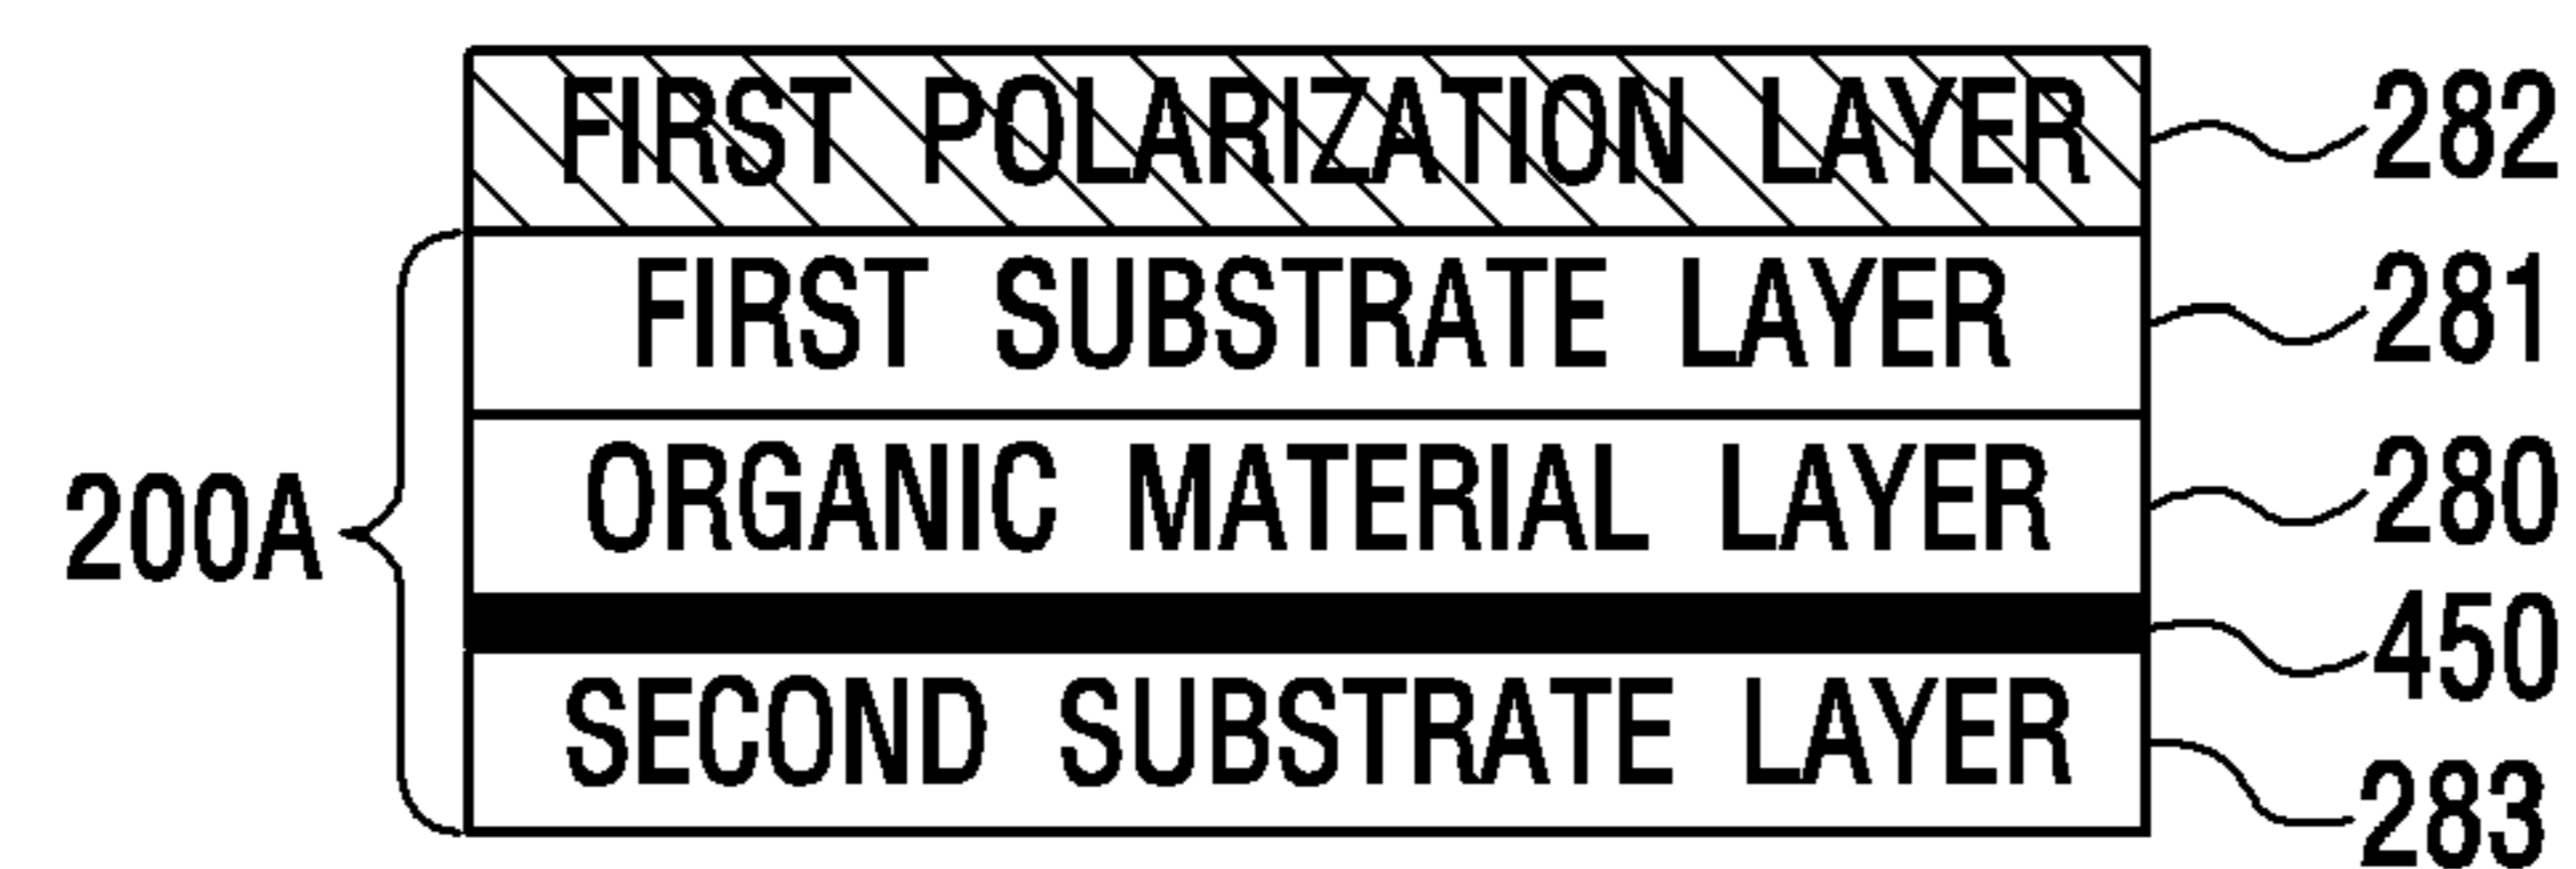 FIRST POLARIZATION LAYER 282
FIRST SUBSTRATE LAYER 281
200A
ORGANIC MATERIAL LAYER 280
450
SECOND SUBSTRATE LAYER 283